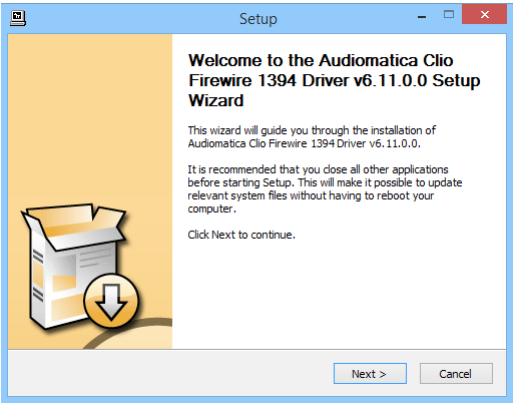 Setup
Welcome to the Audiomatica Clio
Firewire 1394 Driver v6.11.0.0 Setup
Wizard
This wizard will guide you through the installation of
Audiomatica Clio Firewire 1394 Driver v6.11.0.0.
It is recommended that you close all other applications
before starting Setup. This will make it possible to update
relevant system files without having to reboot your
computer.
Click Next to continue.
Next >
Cancel